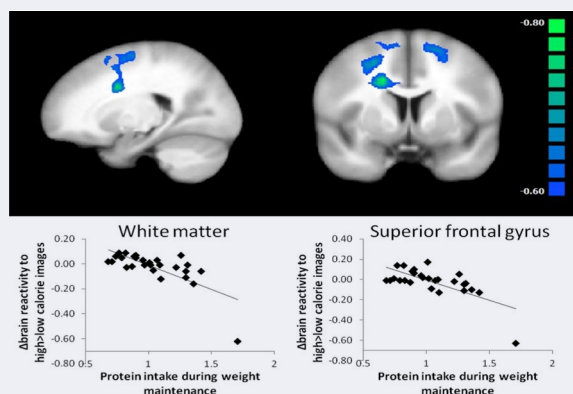 -0.80
-0.60
White matter
Superior frontal gyrus
0.20
0.00
-0.20
-0.40
-0.60
-0.80
Δbrain reactivity to
high>low calorie images
0.5 1 1.5 2
Protein intake during weight
maintenance
0.40
0.20
0.00
-0.20
-0.40
-0.60
-0.80
Δbrain reactivity to
high>low calorie images
0.5 1 1.5 2
Protein intake during weight
maintenance